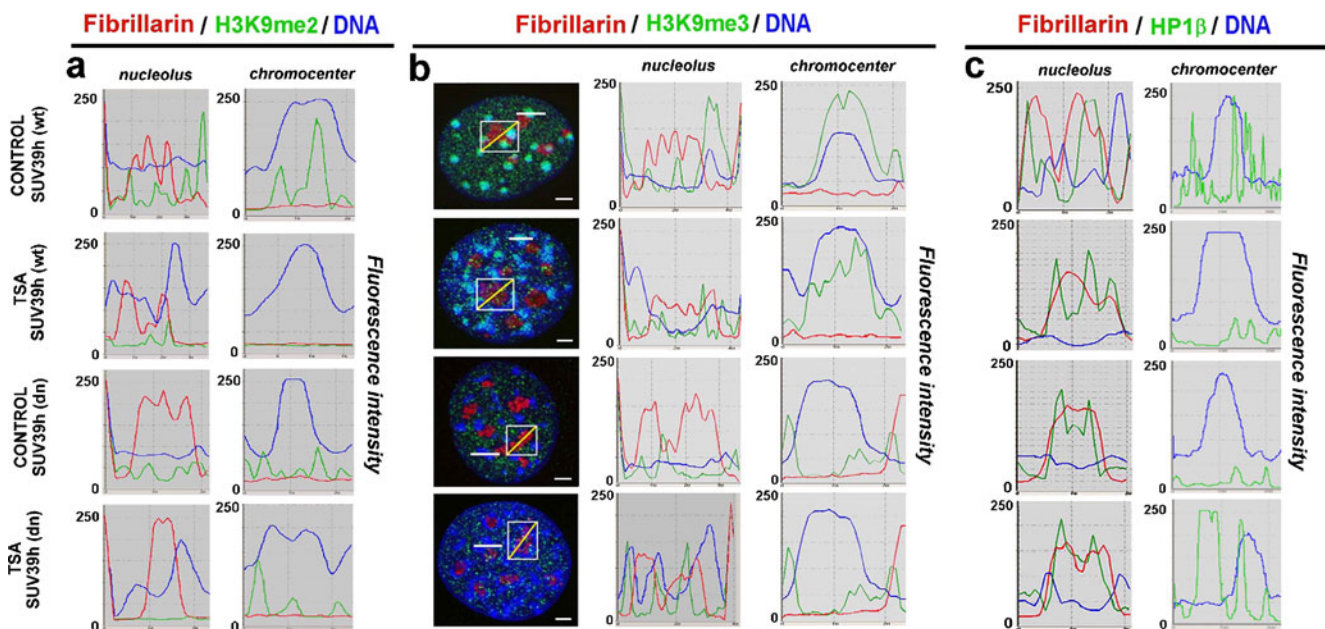 Fibrillarin / H3K9me2 / DNA
Fibrillarin / H3K9me3 / DNA
Fibrillarin / HP1β / DNA
a
nucleolus
chromocenter
b
nucleolus
chromocenter
c
nucleolus
chromocenter
CONTROL
SUV39h (wt)
250
0
250
0
250
0
250
0
250
0
250
0
TSA
SUV39h (wt)
250
0
250
0
250
0
250
0
250
0
250
0
CONTROL
SUV39h (dn)
250
0
250
0
250
0
250
0
250
0
250
0
TSA
SUV39h (dn)
250
0
250
0
250
0
250
0
250
0
250
0
Fluorescence intensity
Fluorescence intensity
Fluorescence intensity